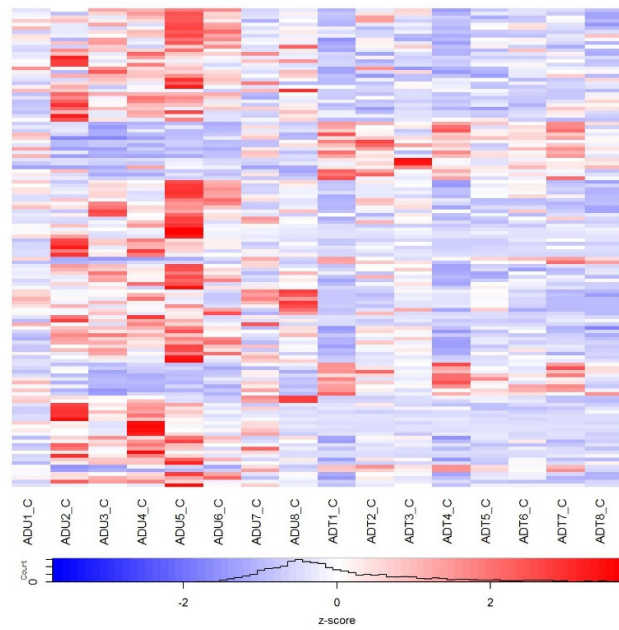 ADU1_C ADU2_C ADU3_C ADU4_C ADU5_C ADU6_C ADU7_C ADU8_C ADT1_C ADT2_C ADT3_C ADT4_C ADT5_C ADT6_C ADT7_C ADT8_C
Count
0
-2 0 2
z-score